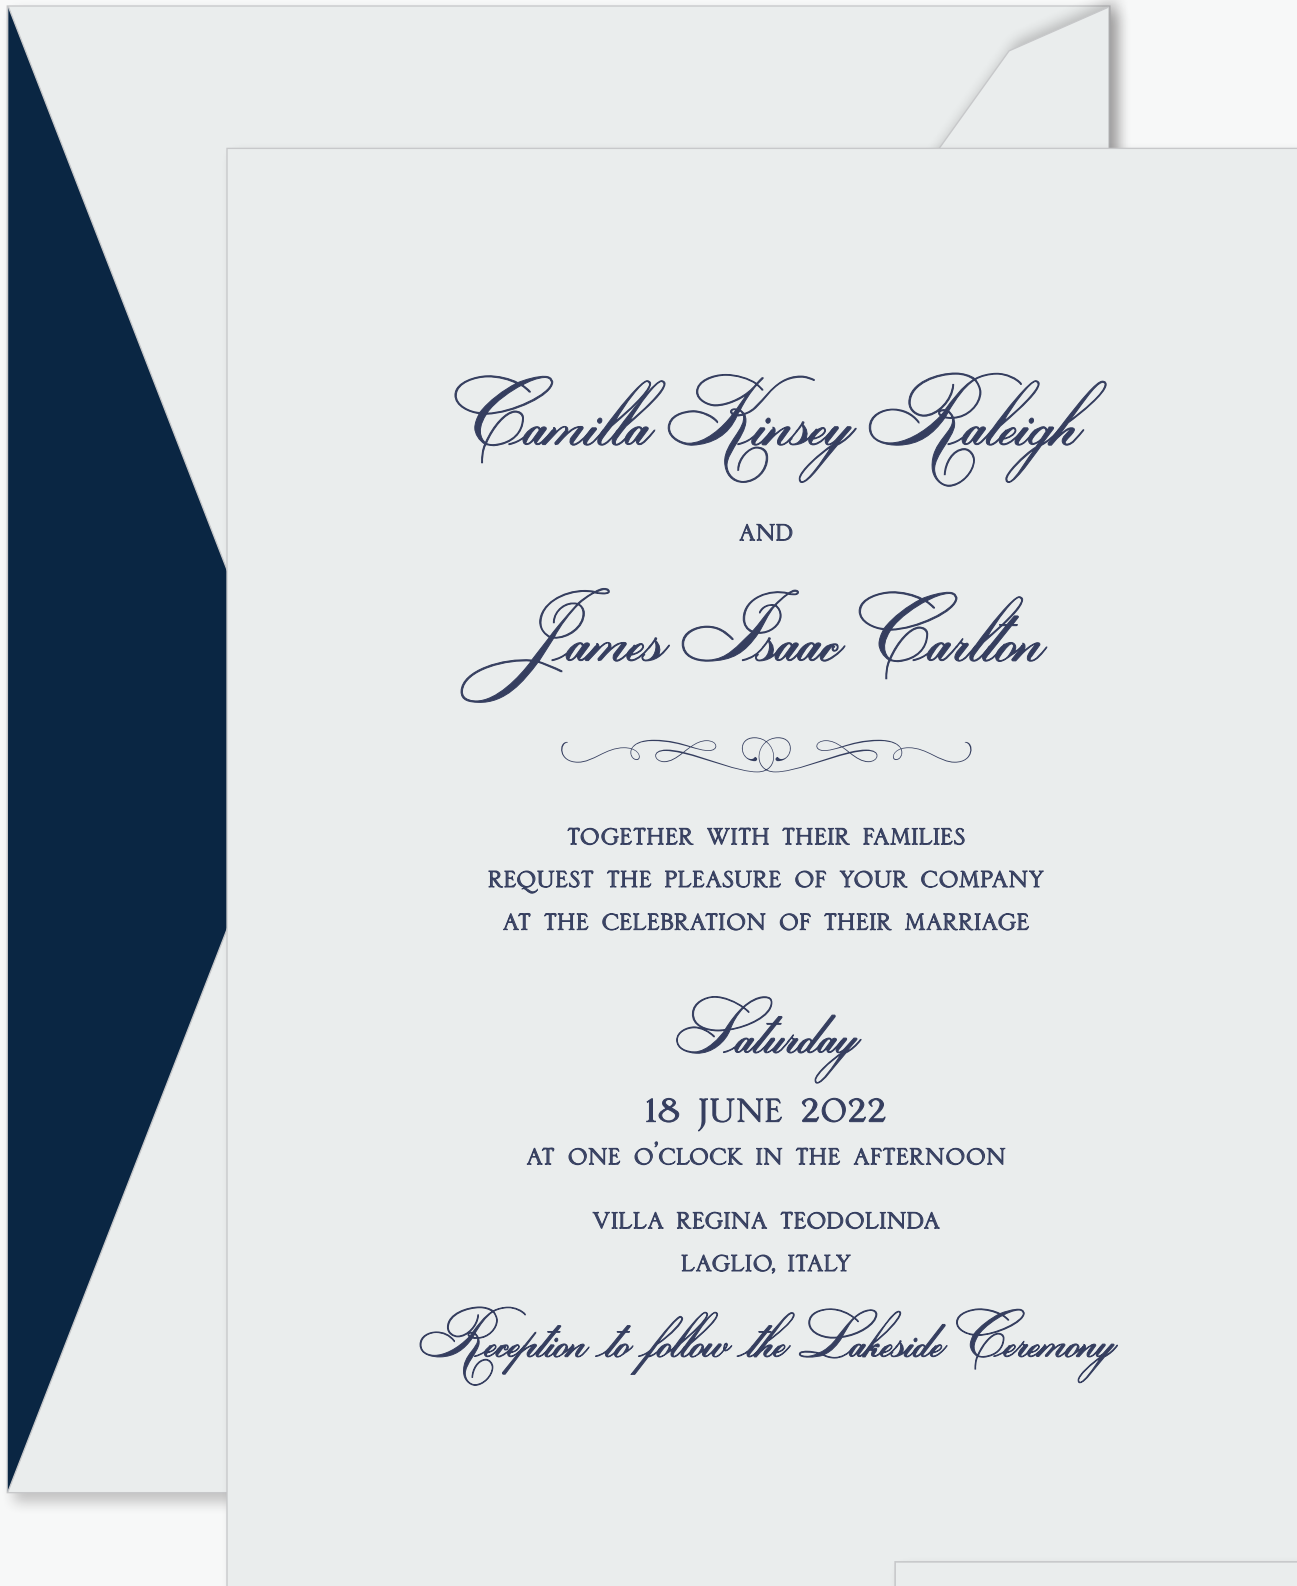 Camilla Kinsey Raleigh
AND
James Isaac Carlton
TOGETHER WITH THEIR FAMILIES
REQUEST THE PLEASURE OF YOUR COMPANY
AT THE CELEBRATION OF THEIR MARRIAGE
Saturday
18 JUNE 2022
AT ONE O'CLOCK IN THE AFTERNOON
VILLA REGINA TEODOLINDA
LAGLIO, ITALY
Reception to follow the Lakeside Ceremony